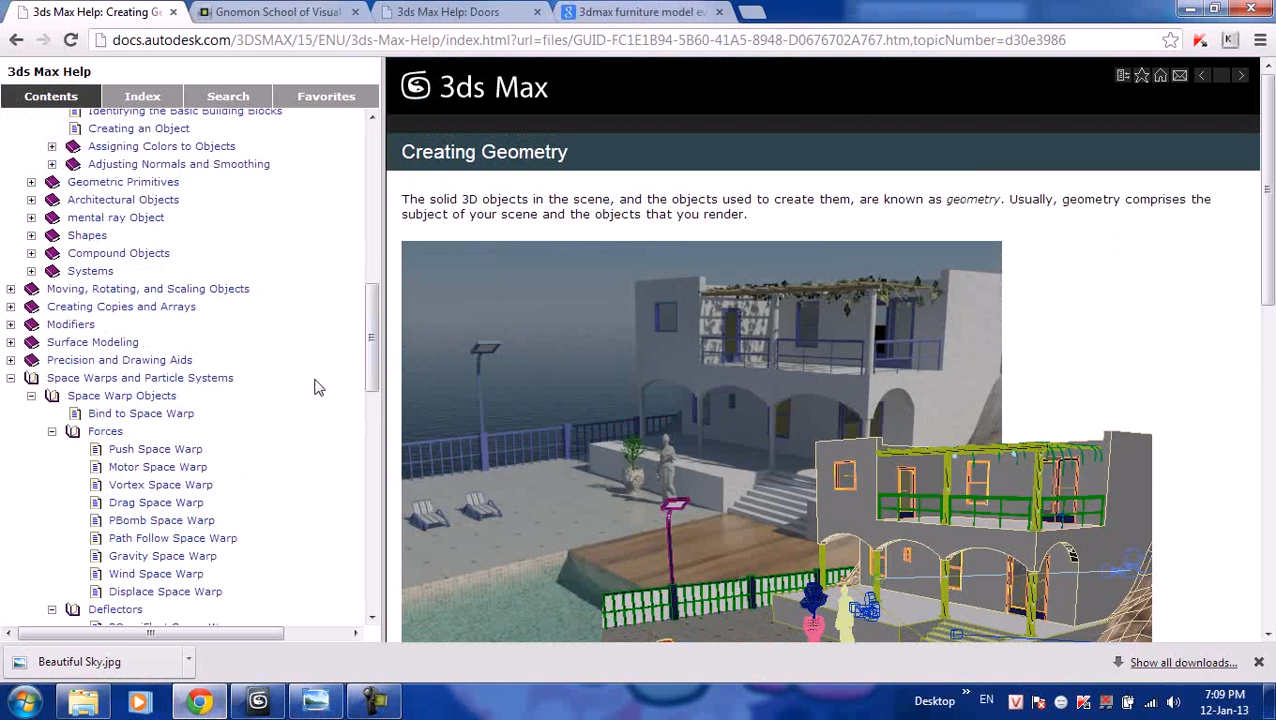 3ds Max Help: Creating G
Gnomon School of Visual
3ds Max Help: Doors
3dmax furniture model ev
docs.autodesk.com/3DSMAX/15/ENU/3ds-Max-Help/index.html?url=files/GUID-FC1E1B94-5B60-41A5-8948-D0676702A767.htm,topicNumber=d30e3986
3ds Max Help
Contents Index Search Favorites
Identifying the Basic Building Blocks
Creating an Object
Assigning Colors to Objects
Adjusting Normals and Smoothing
Geometric Primitives
Architectural Objects
mental ray Object
Shapes
Compound Objects
Systems
Moving, Rotating, and Scaling Objects
Creating Copies and Arrays
Modifiers
Surface Modeling
Precision and Drawing Aids
Space Warps and Particle Systems
Space Warp Objects
Bind to Space Warp
Forces
Push Space Warp
Motor Space Warp
Vortex Space Warp
Drag Space Warp
PBomb Space Warp
Path Follow Space Warp
Gravity Space Warp
Wind Space Warp
Displace Space Warp
Deflectors
3ds Max
Creating Geometry
The solid 3D objects in the scene, and the objects used to create them, are known as geometry. Usually, geometry comprises the
subject of your scene and the objects that you render.
Beautiful Sky.jpg
Show all downloads...
Desktop
EN
7:09 PM
12-Jan-13